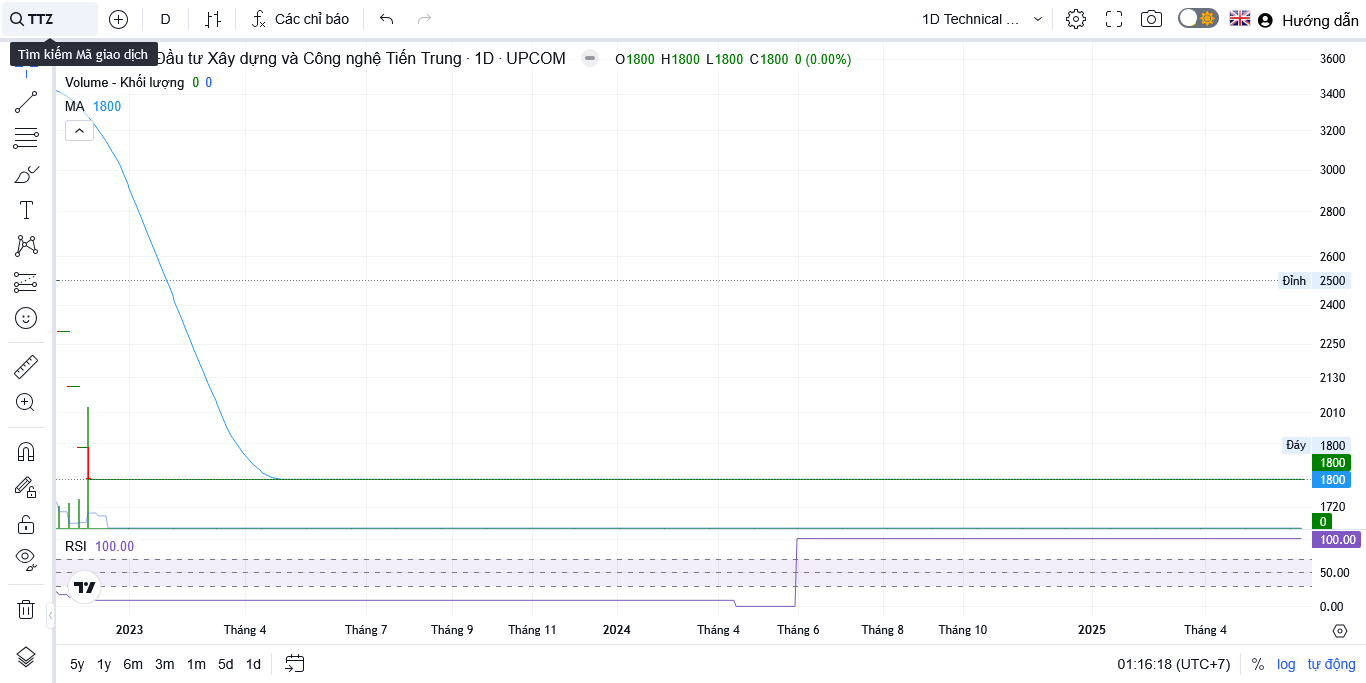 TTZ D Các chỉ báo 1D Technical ... Hướng dẫn
Tìm kiếm Mã giao dịch
Đầu tư Xây dựng và Công nghệ Tiến Trung · 1D · UPCOM O1800 H1800 L1800 C1800 0 (0.00%)
Volume - Khối lượng 0 0
MA 1800
3600
3400
3200
3000
2800
2600
Đỉnh 2500
2400
2250
2130
2010
Đáy 1800
1800
1800
1720
0
RSI 100.00
100.00
50.00
0.00
2023 Tháng 4 Tháng 7 Tháng 9 Tháng 11 2024 Tháng 4 Tháng 6 Tháng 8 Tháng 10 2025 Tháng 4
5y 1y 6m 3m 1m 5d 1d 01:16:18 (UTC+7) % log tự động